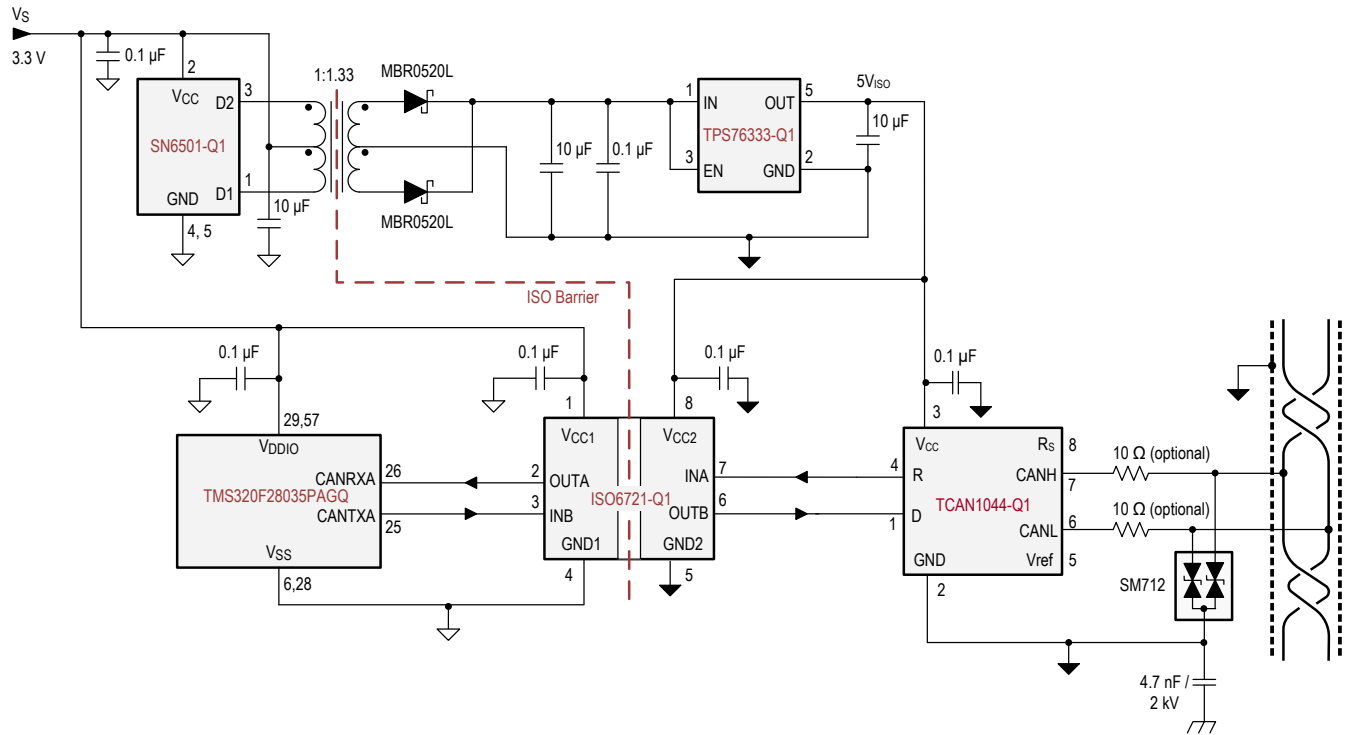 VS
3.3 V
0.1 µF
2
VCC
D2
3
SN6501-Q1
GND
D1
1
4, 5
10 µF
1:1.33
MBR0520L
MBR0520L
10 µF
0.1 µF
1
IN
OUT
5
TPS76333-Q1
3
EN
GND
2
5VISO
10 µF
ISO Barrier
0.1 µF
0.1 µF
0.1 µF
0.1 µF
29,57
VDDIO
CANRXA
26
TMS320F28035PAGQ
CANTXA
25
VSS
6,28
1
VCC1
2
OUTA
3
INB
GND1
4
ISO6721-Q1
8
VCC2
INA
7
OUTB
6
GND2
5
3
VCC
RS
8
4
R
CANH
7
TCAN1044-Q1
1
D
CANL
6
GND
Vref
5
2
10 Ω (optional)
10 Ω (optional)
SM712
4.7 nF /
2 kV